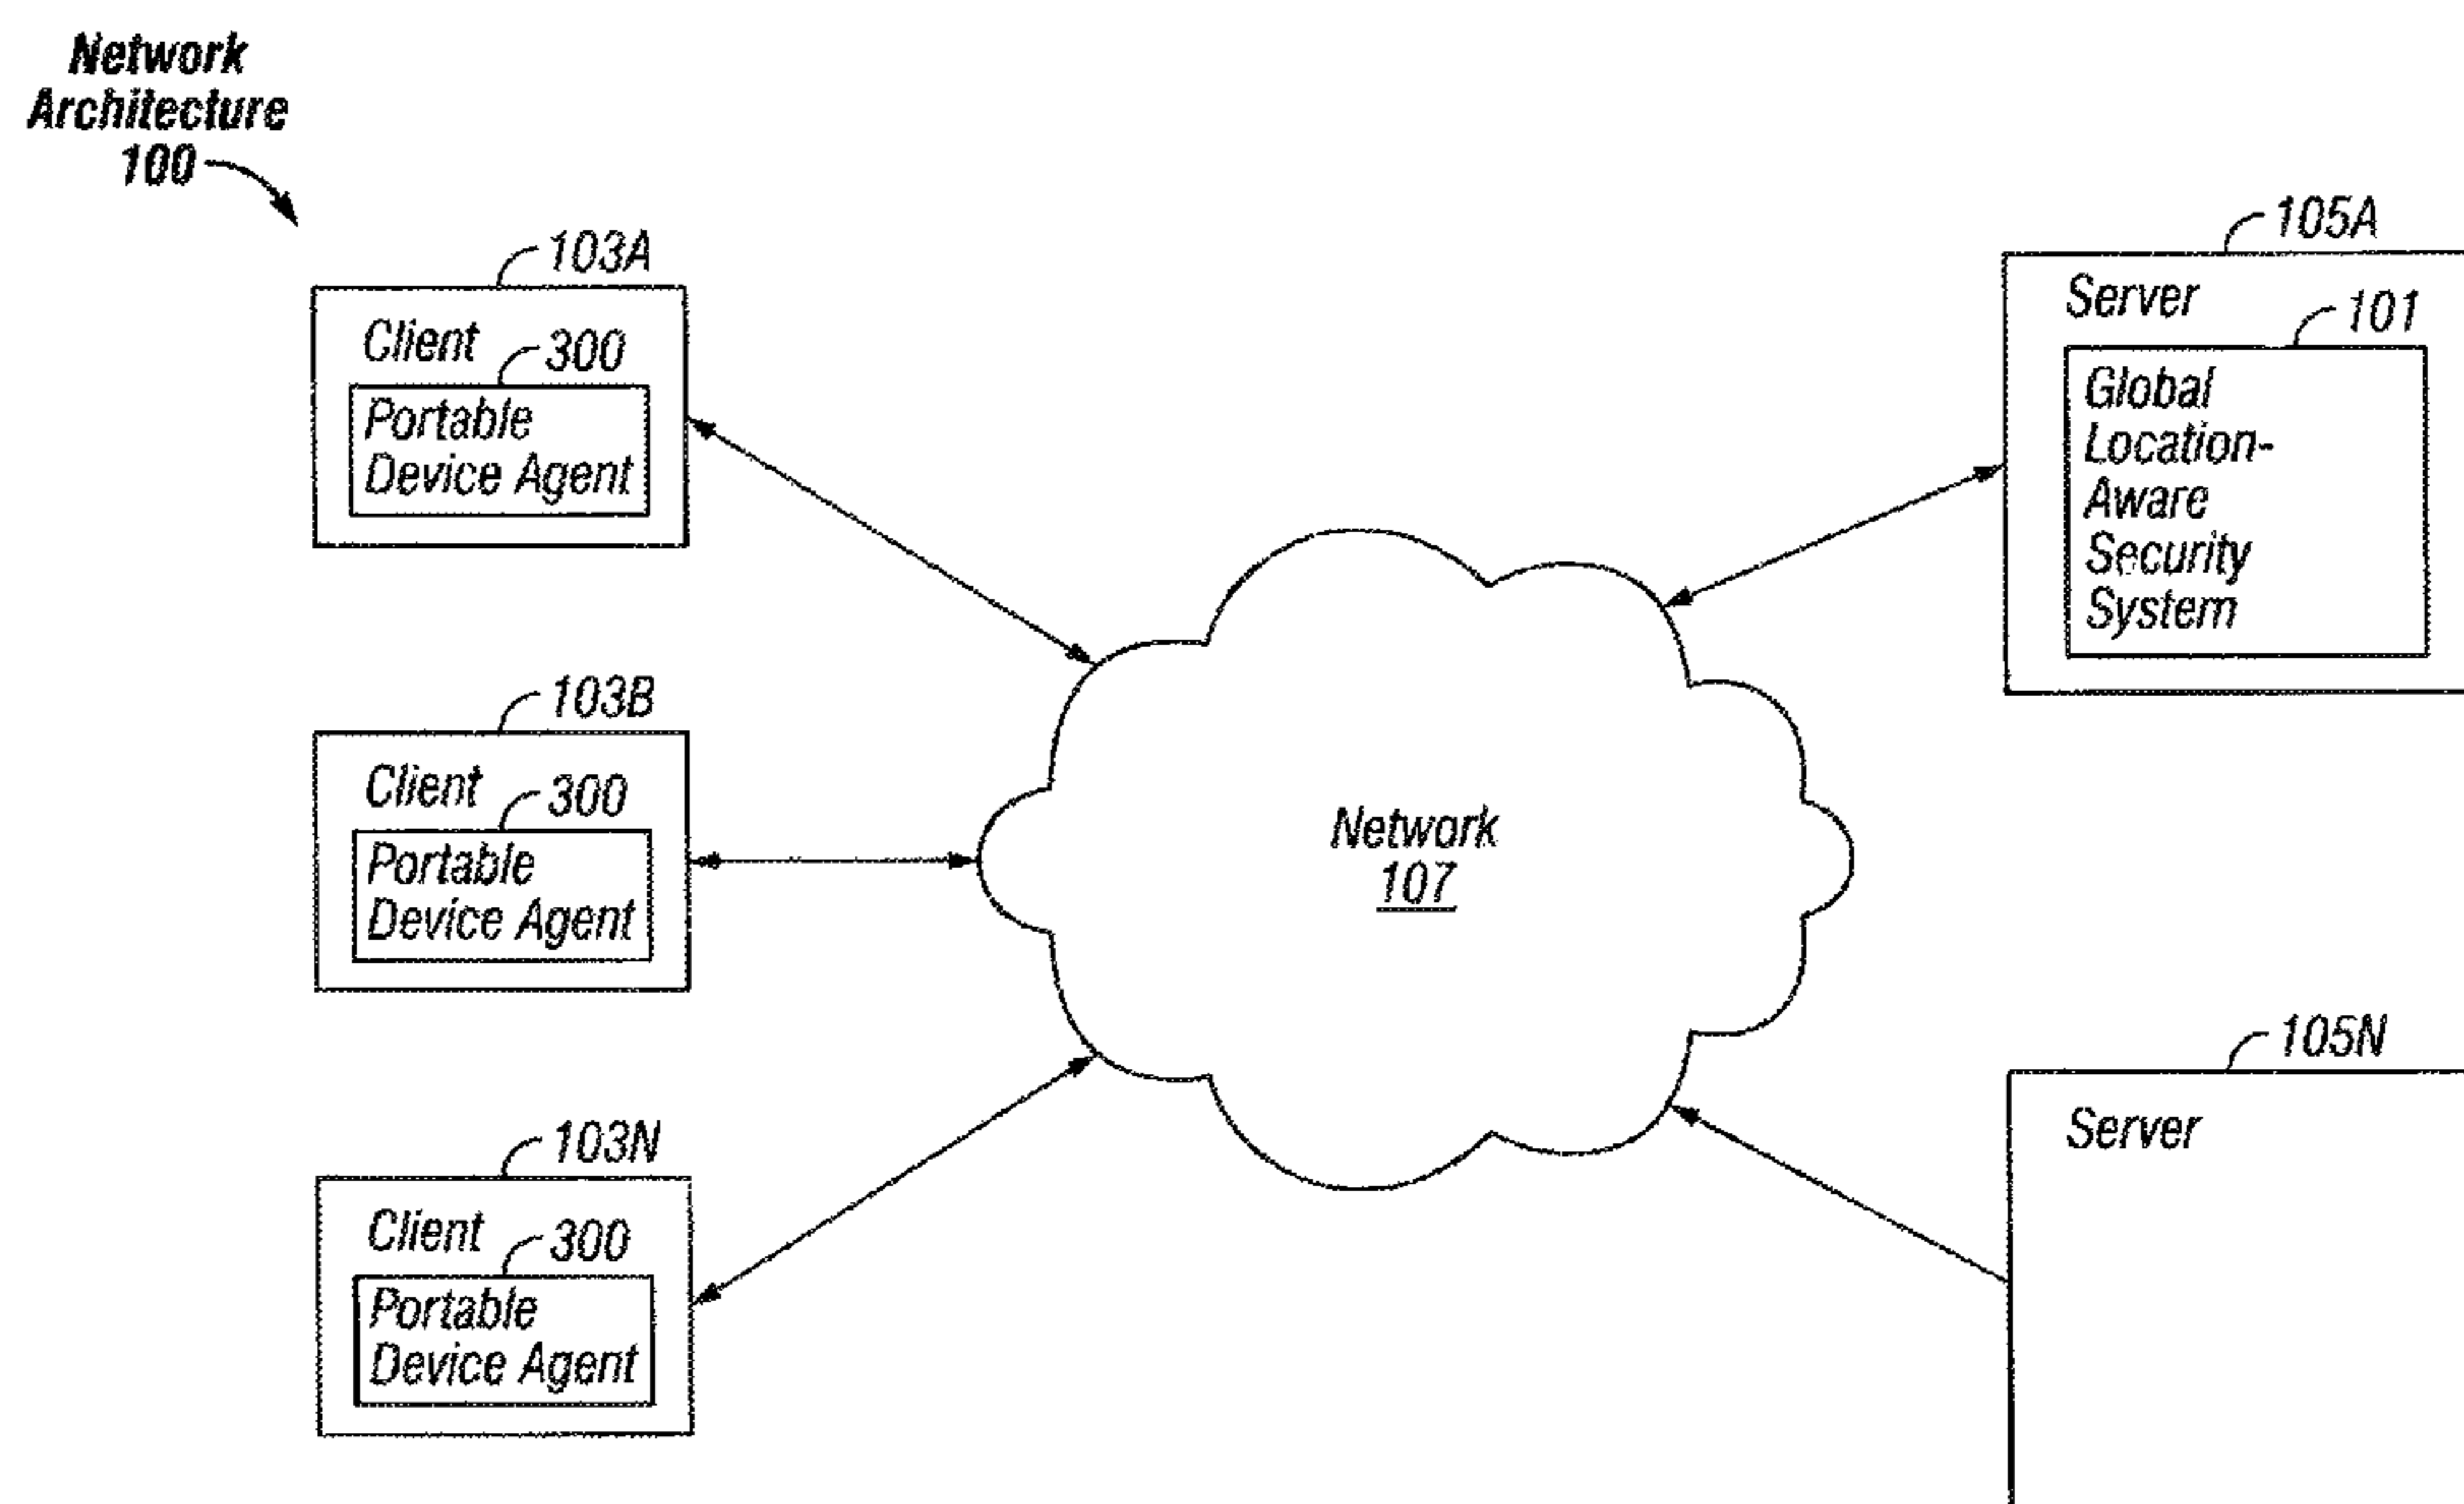 Network
Architecture
100
103A
Client
300
Portable
Device Agent
103B
Client
300
Portable
Device Agent
103N
Client
300
Portable
Device Agent
Network
107
105A
Server
101
Global
Location-
Aware
Security
System
105N
Server